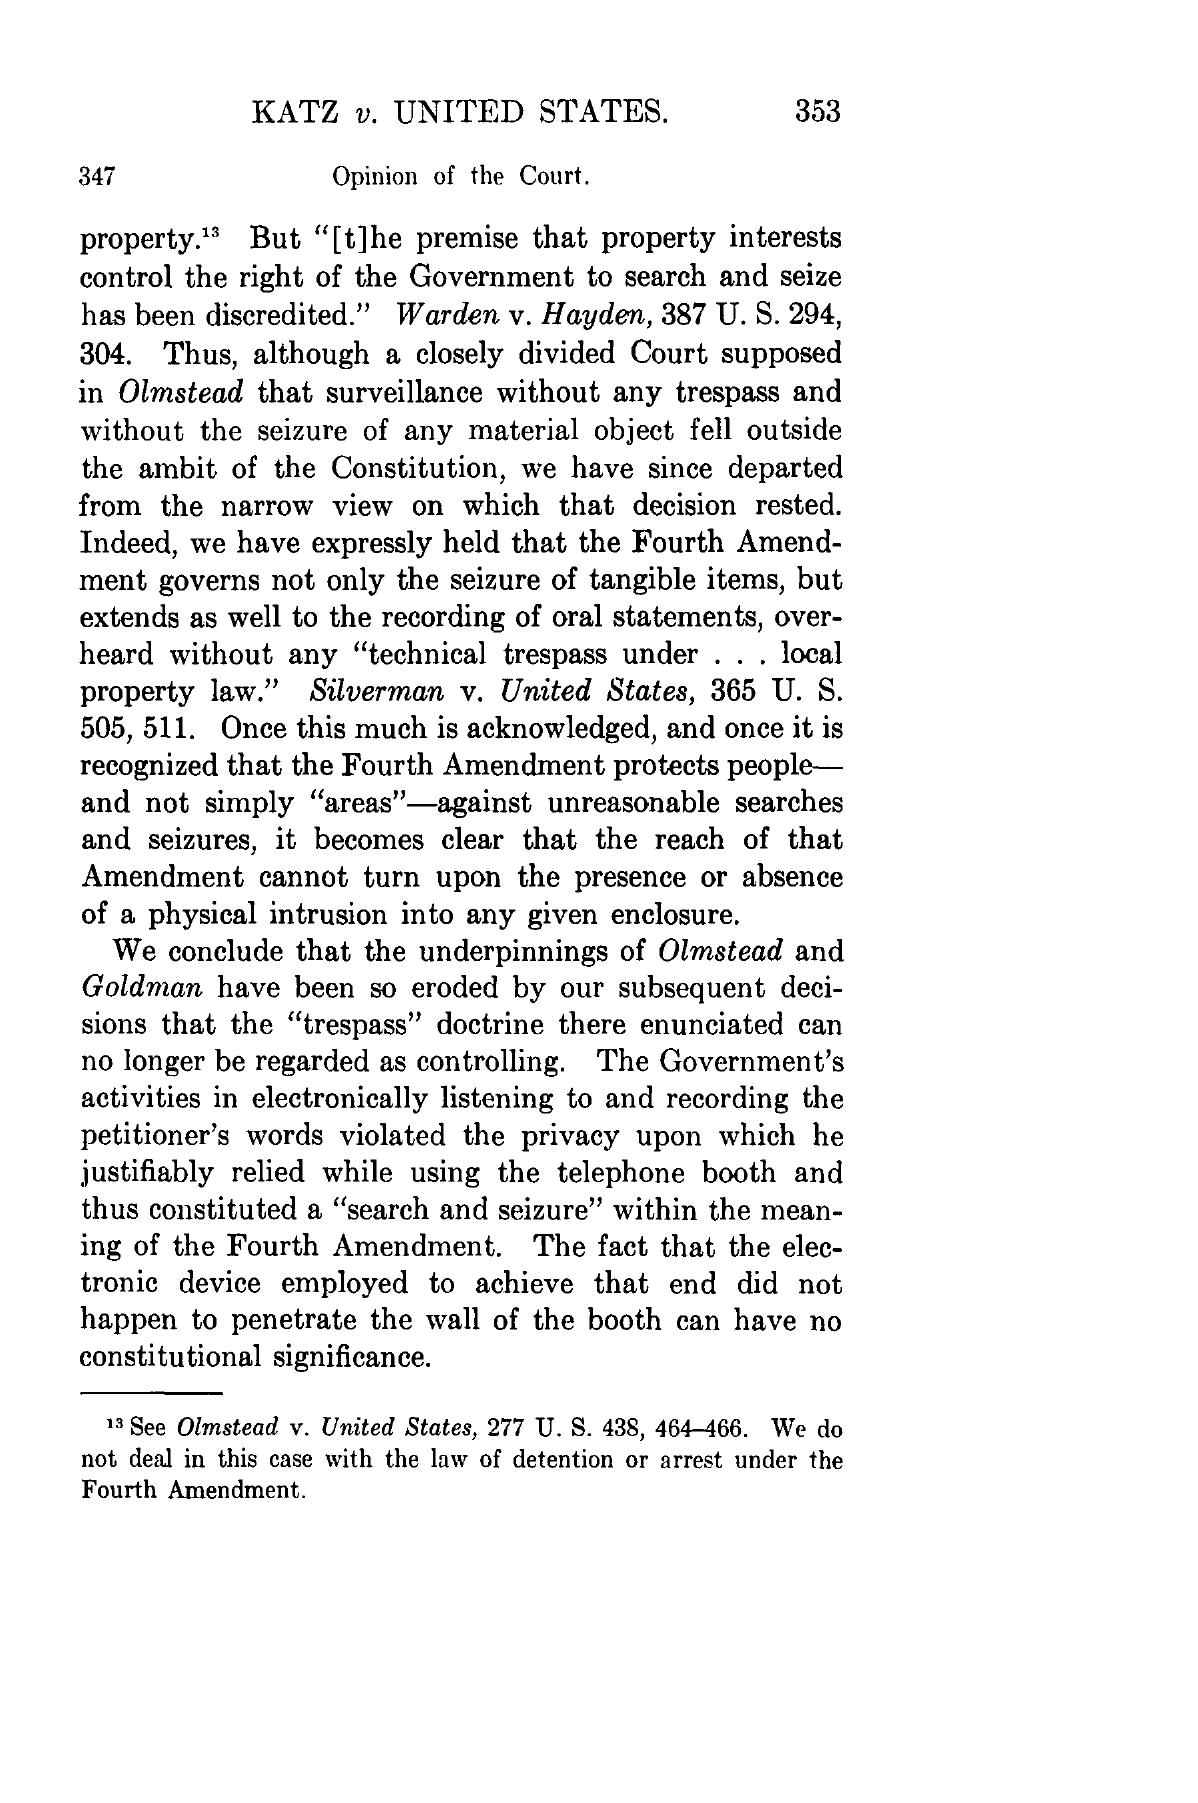 KATZ v. UNITED STATES. 353
347 Opinion of the Court.
property.¹³ But “[t]he premise that property interests
control the right of the Government to search and seize
has been discredited.” Warden v. Hayden, 387 U. S. 294,
304. Thus, although a closely divided Court supposed
in Olmstead that surveillance without any trespass and
without the seizure of any material object fell outside
the ambit of the Constitution, we have since departed
from the narrow view on which that decision rested.
Indeed, we have expressly held that the Fourth Amend-
ment governs not only the seizure of tangible items, but
extends as well to the recording of oral statements, over-
heard without any “technical trespass under . . . local
property law.” Silverman v. United States, 365 U. S.
505, 511. Once this much is acknowledged, and once it is
recognized that the Fourth Amendment protects people—
and not simply “areas”—against unreasonable searches
and seizures, it becomes clear that the reach of that
Amendment cannot turn upon the presence or absence
of a physical intrusion into any given enclosure.
We conclude that the underpinnings of Olmstead and
Goldman have been so eroded by our subsequent deci-
sions that the “trespass” doctrine there enunciated can
no longer be regarded as controlling. The Government’s
activities in electronically listening to and recording the
petitioner’s words violated the privacy upon which he
justifiably relied while using the telephone booth and
thus constituted a “search and seizure” within the mean-
ing of the Fourth Amendment. The fact that the elec-
tronic device employed to achieve that end did not
happen to penetrate the wall of the booth can have no
constitutional significance.
¹³ See Olmstead v. United States, 277 U. S. 438, 464–466. We do
not deal in this case with the law of detention or arrest under the
Fourth Amendment.